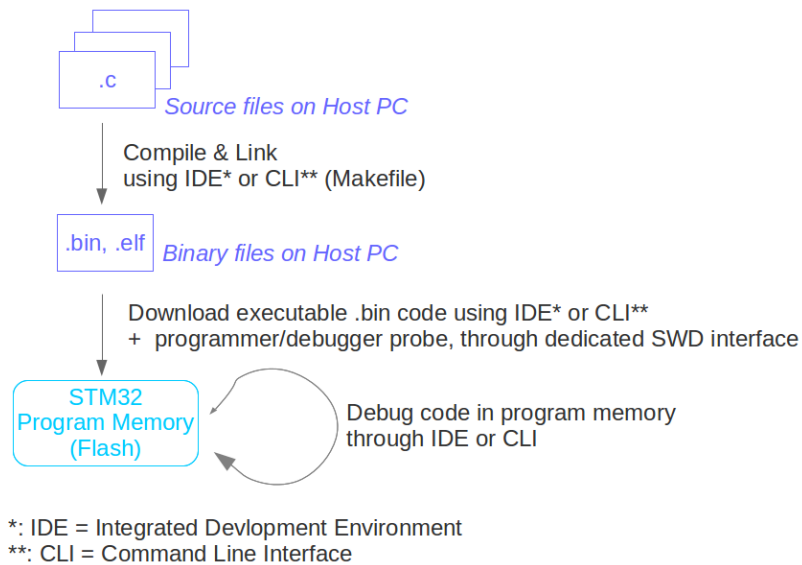 .c
Source files on Host PC
Compile & Link
using IDE* or CLI** (Makefile)
.bin, .elf
Binary files on Host PC
Download executable .bin code using IDE* or CLI**
+ programmer/debugger probe, through dedicated SWD interface
STM32
Program Memory
(Flash)
Debug code in program memory
through IDE or CLI
*: IDE = Integrated Devlopment Environment
**: CLI = Command Line Interface